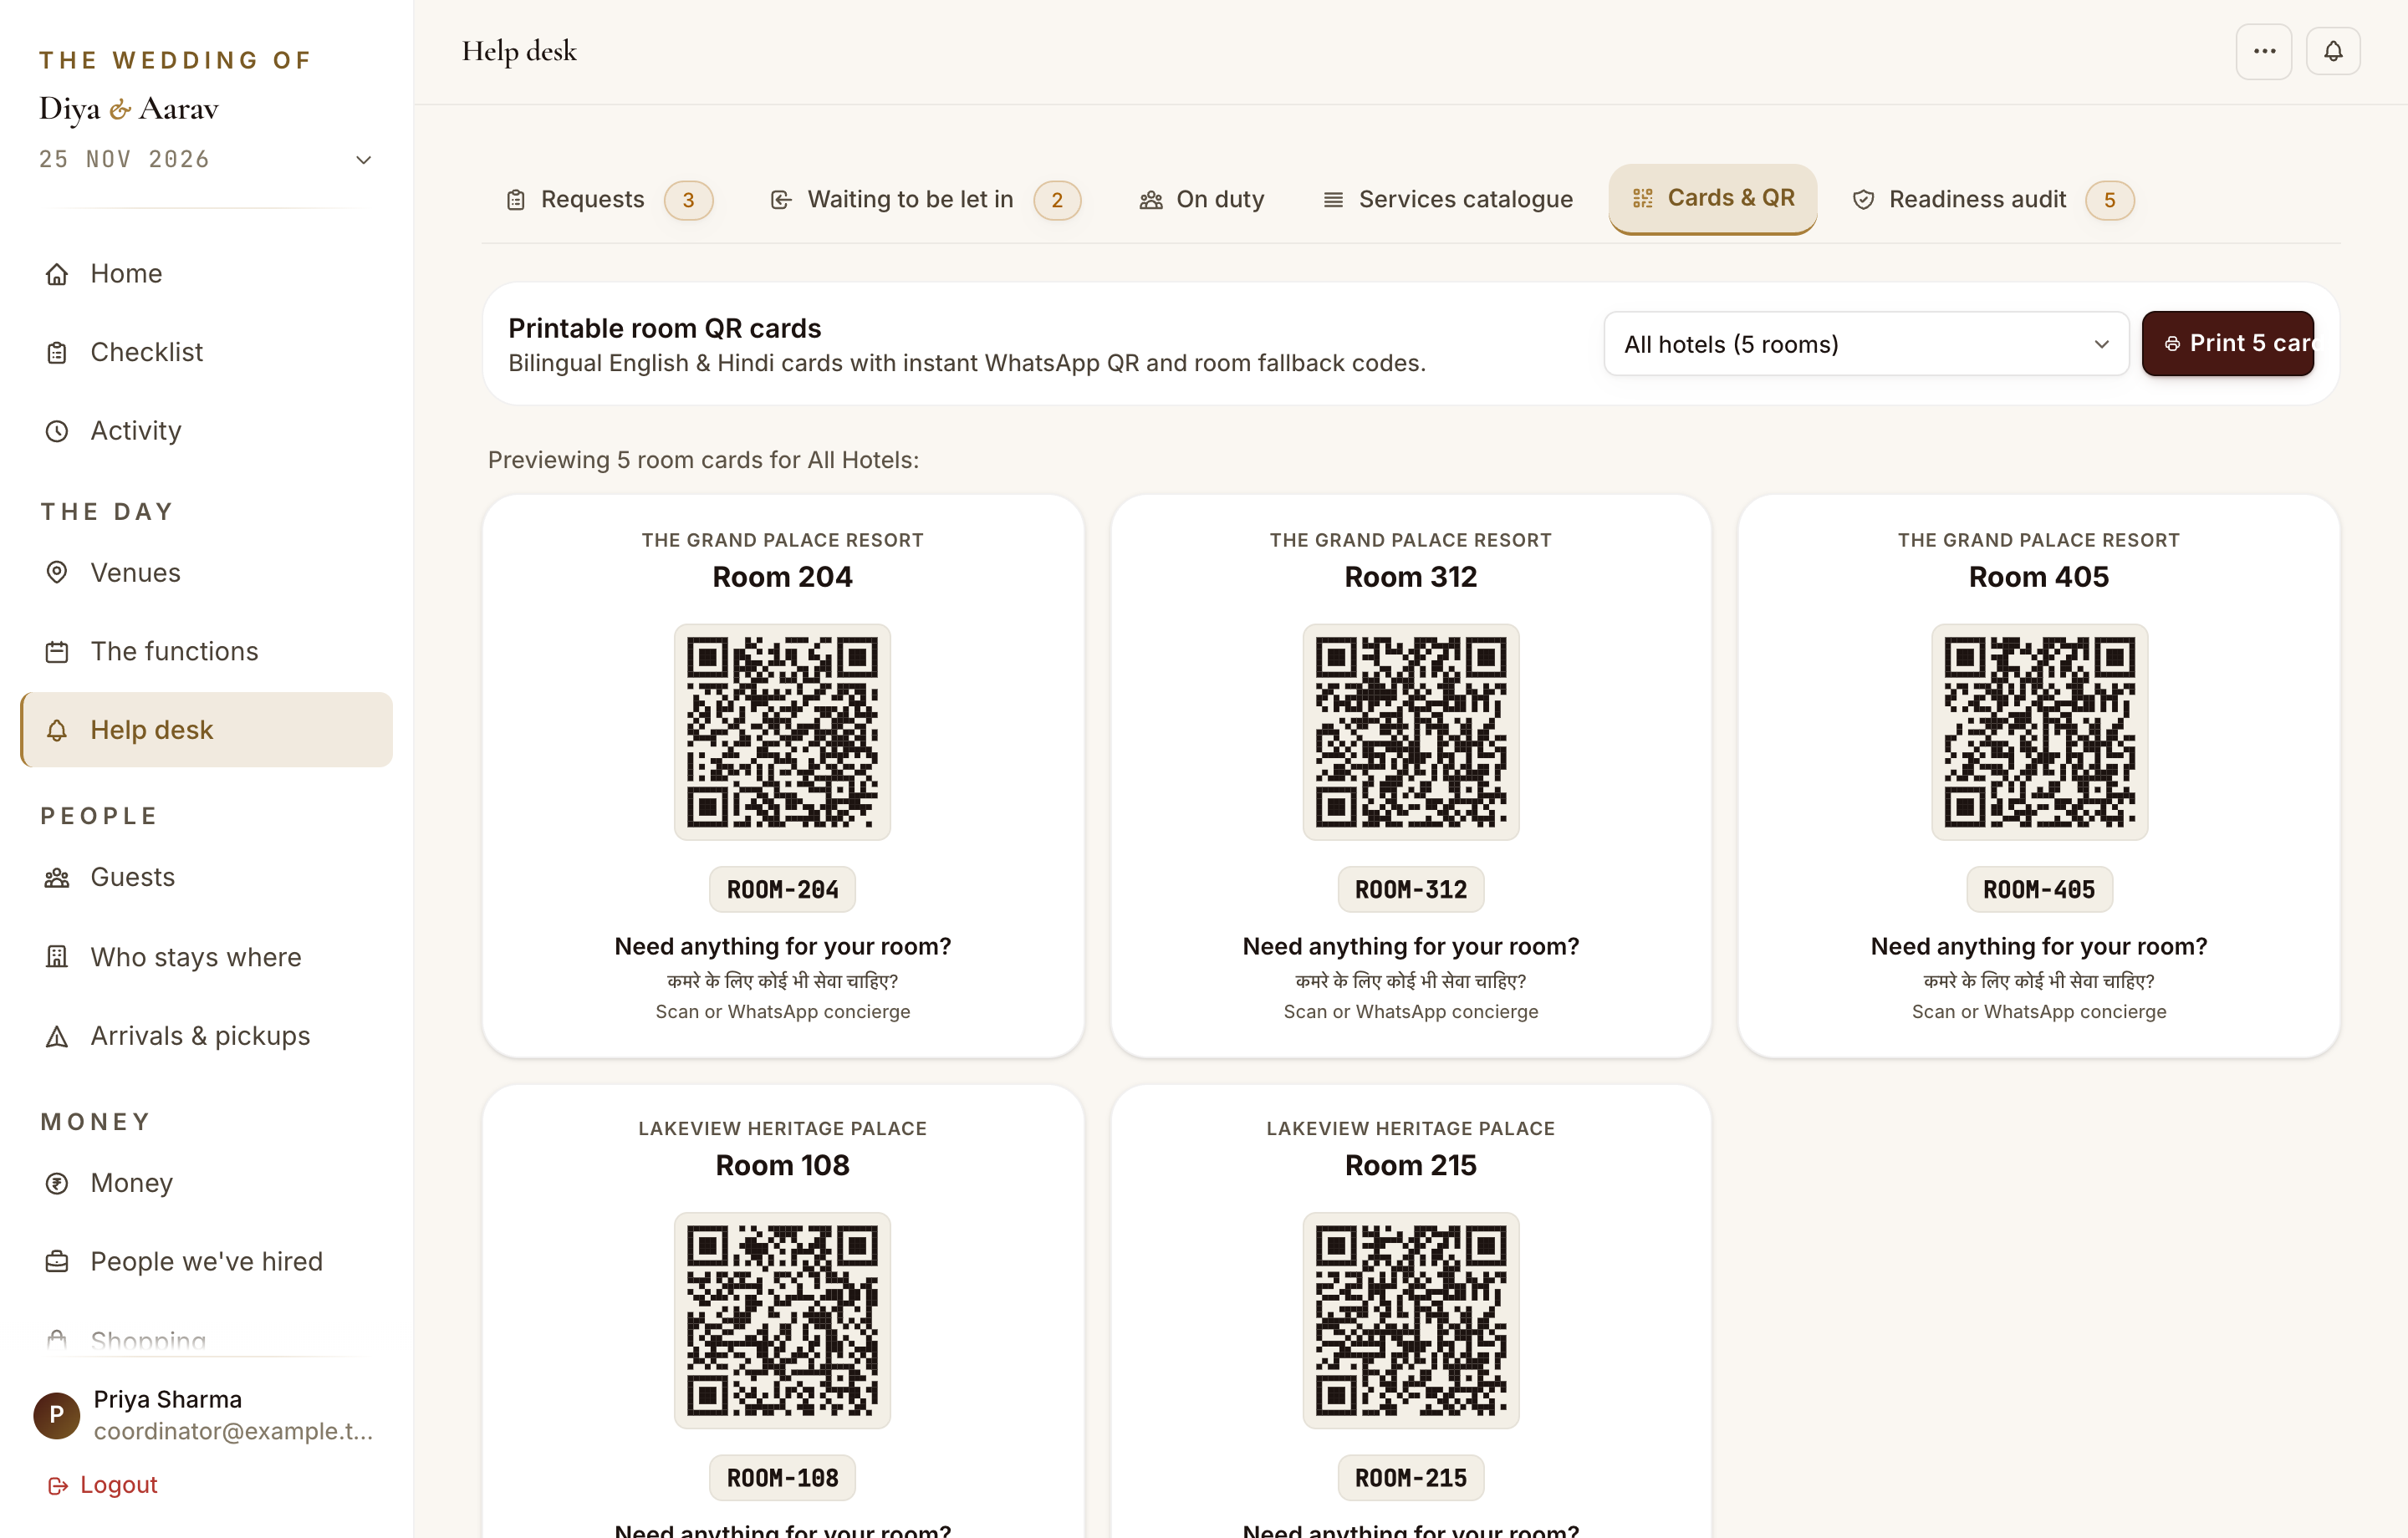 THE WEDDING OF
Diya & Aarav
25 NOV 2026
Home
Checklist
Activity
THE DAY
Venues
The functions
Help desk
PEOPLE
Guests
Who stays where
Arrivals & pickups
MONEY
Money
People we've hired
Shopping
P
Priya Sharma
coordinator@example.t...
Logout
Help desk
Requests 3
Waiting to be let in 2
On duty
Services catalogue
Cards & QR
Readiness audit 5
Printable room QR cards
Bilingual English & Hindi cards with instant WhatsApp QR and room fallback codes.
All hotels (5 rooms)
Print 5 car
Previewing 5 room cards for All Hotels:
THE GRAND PALACE RESORT
Room 204
ROOM-204
Need anything for your room?
कमरे के लिए कोई भी सेवा चाहिए?
Scan or WhatsApp concierge
THE GRAND PALACE RESORT
Room 312
ROOM-312
Need anything for your room?
कमरे के लिए कोई भी सेवा चाहिए?
Scan or WhatsApp concierge
THE GRAND PALACE RESORT
Room 405
ROOM-405
Need anything for your room?
कमरे के लिए कोई भी सेवा चाहिए?
Scan or WhatsApp concierge
LAKEVIEW HERITAGE PALACE
Room 108
ROOM-108
Need anything for your room?
LAKEVIEW HERITAGE PALACE
Room 215
ROOM-215
Need anything for your room?